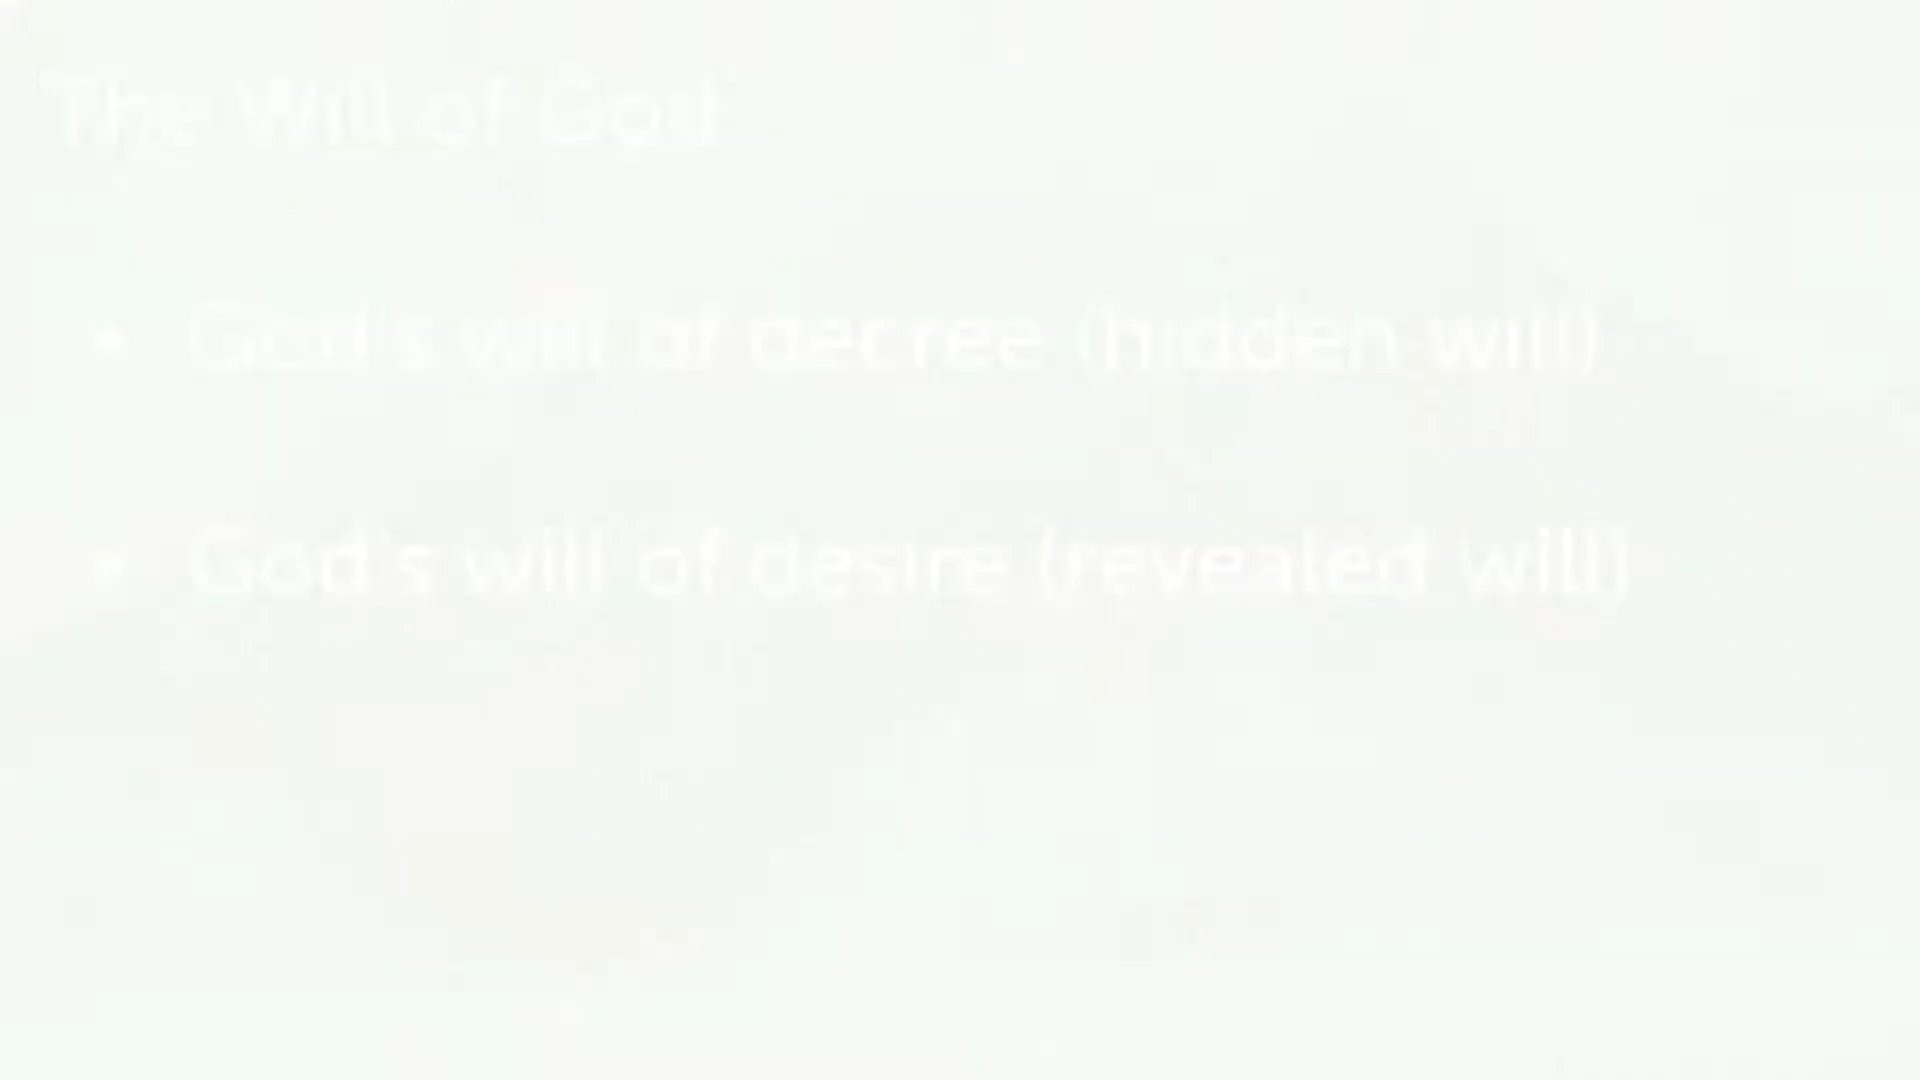 The Will of God
• God's will of decree (hidden will)
• God's will of desire (revealed will)